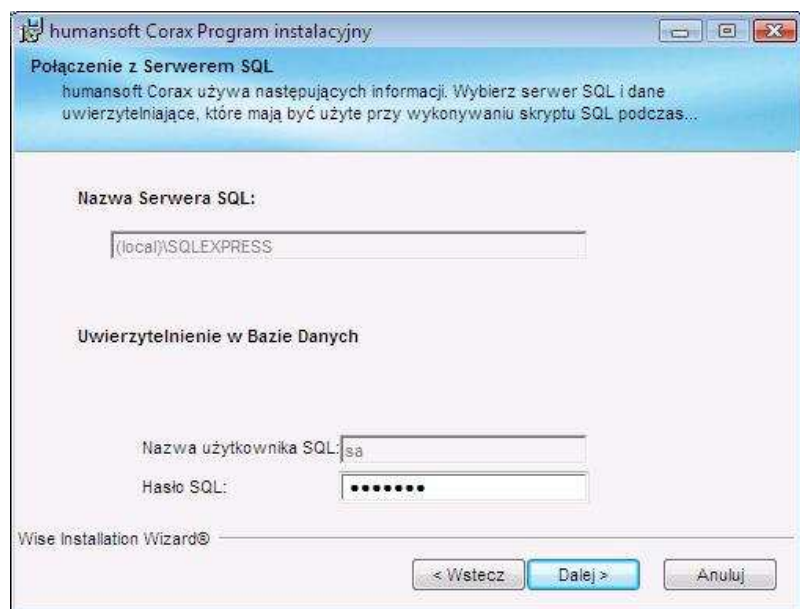 humansoft Corax Program instalacyjny
Połączenie z Serwerem SQL
humansoft Corax używa następujących informacji. Wybierz serwer SQL i dane
uwierzytelniające, które mają być użyte przy wykonywaniu skryptu SQL podczas...
Nazwa Serwera SQL:
(local)\SQLEXPRESS
Uwierzytelnienie w Bazie Danych
Nazwa użytkownika SQL: sa
Hasło SQL: •••••••
Wise Installation Wizard®
< Wstecz Dalej > Anuluj